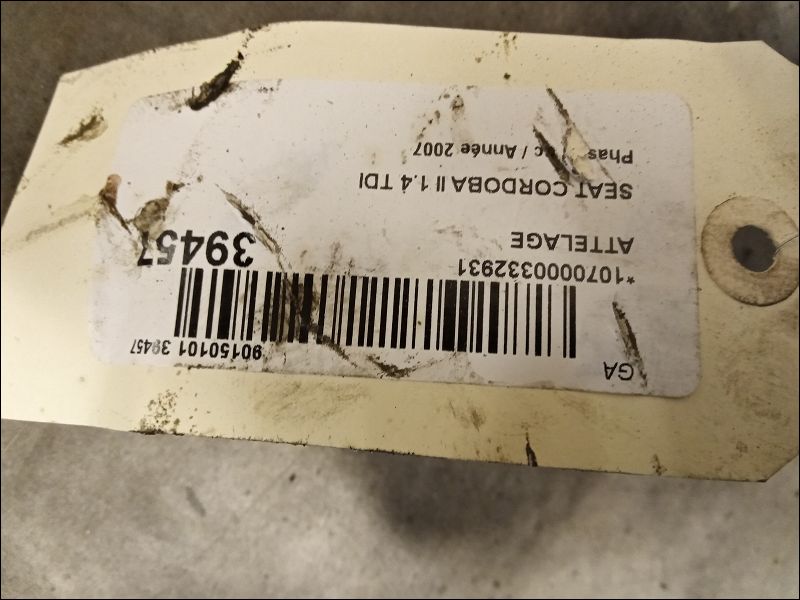 GA
90150101 39457
*1070000332931
ATTELAGE
39457
SEAT CORDOBA II 1.4 TDI
/ Année 2007